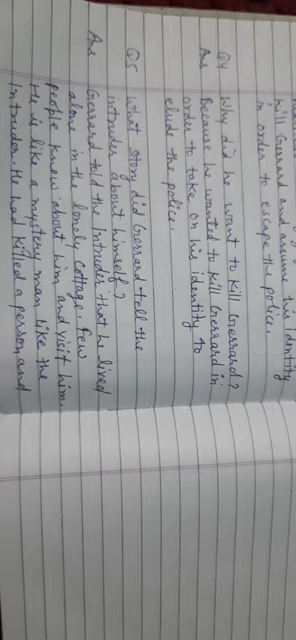 kill Gerrard and assume his identity
in order to escape the police.
Q4 Why did he want to kill Gerrard?
Ans Because he wanted to kill Gerrard in
order to take on his identity to
elude the police.
Q5 What story did Gerrard tell the
intruder about himself?
Ans Gerrard told the Intruder that he lived
alone in the lonely cottage. Few
people know about him and visit him.
He is like a mystery man like the
intruder. He had killed a person and